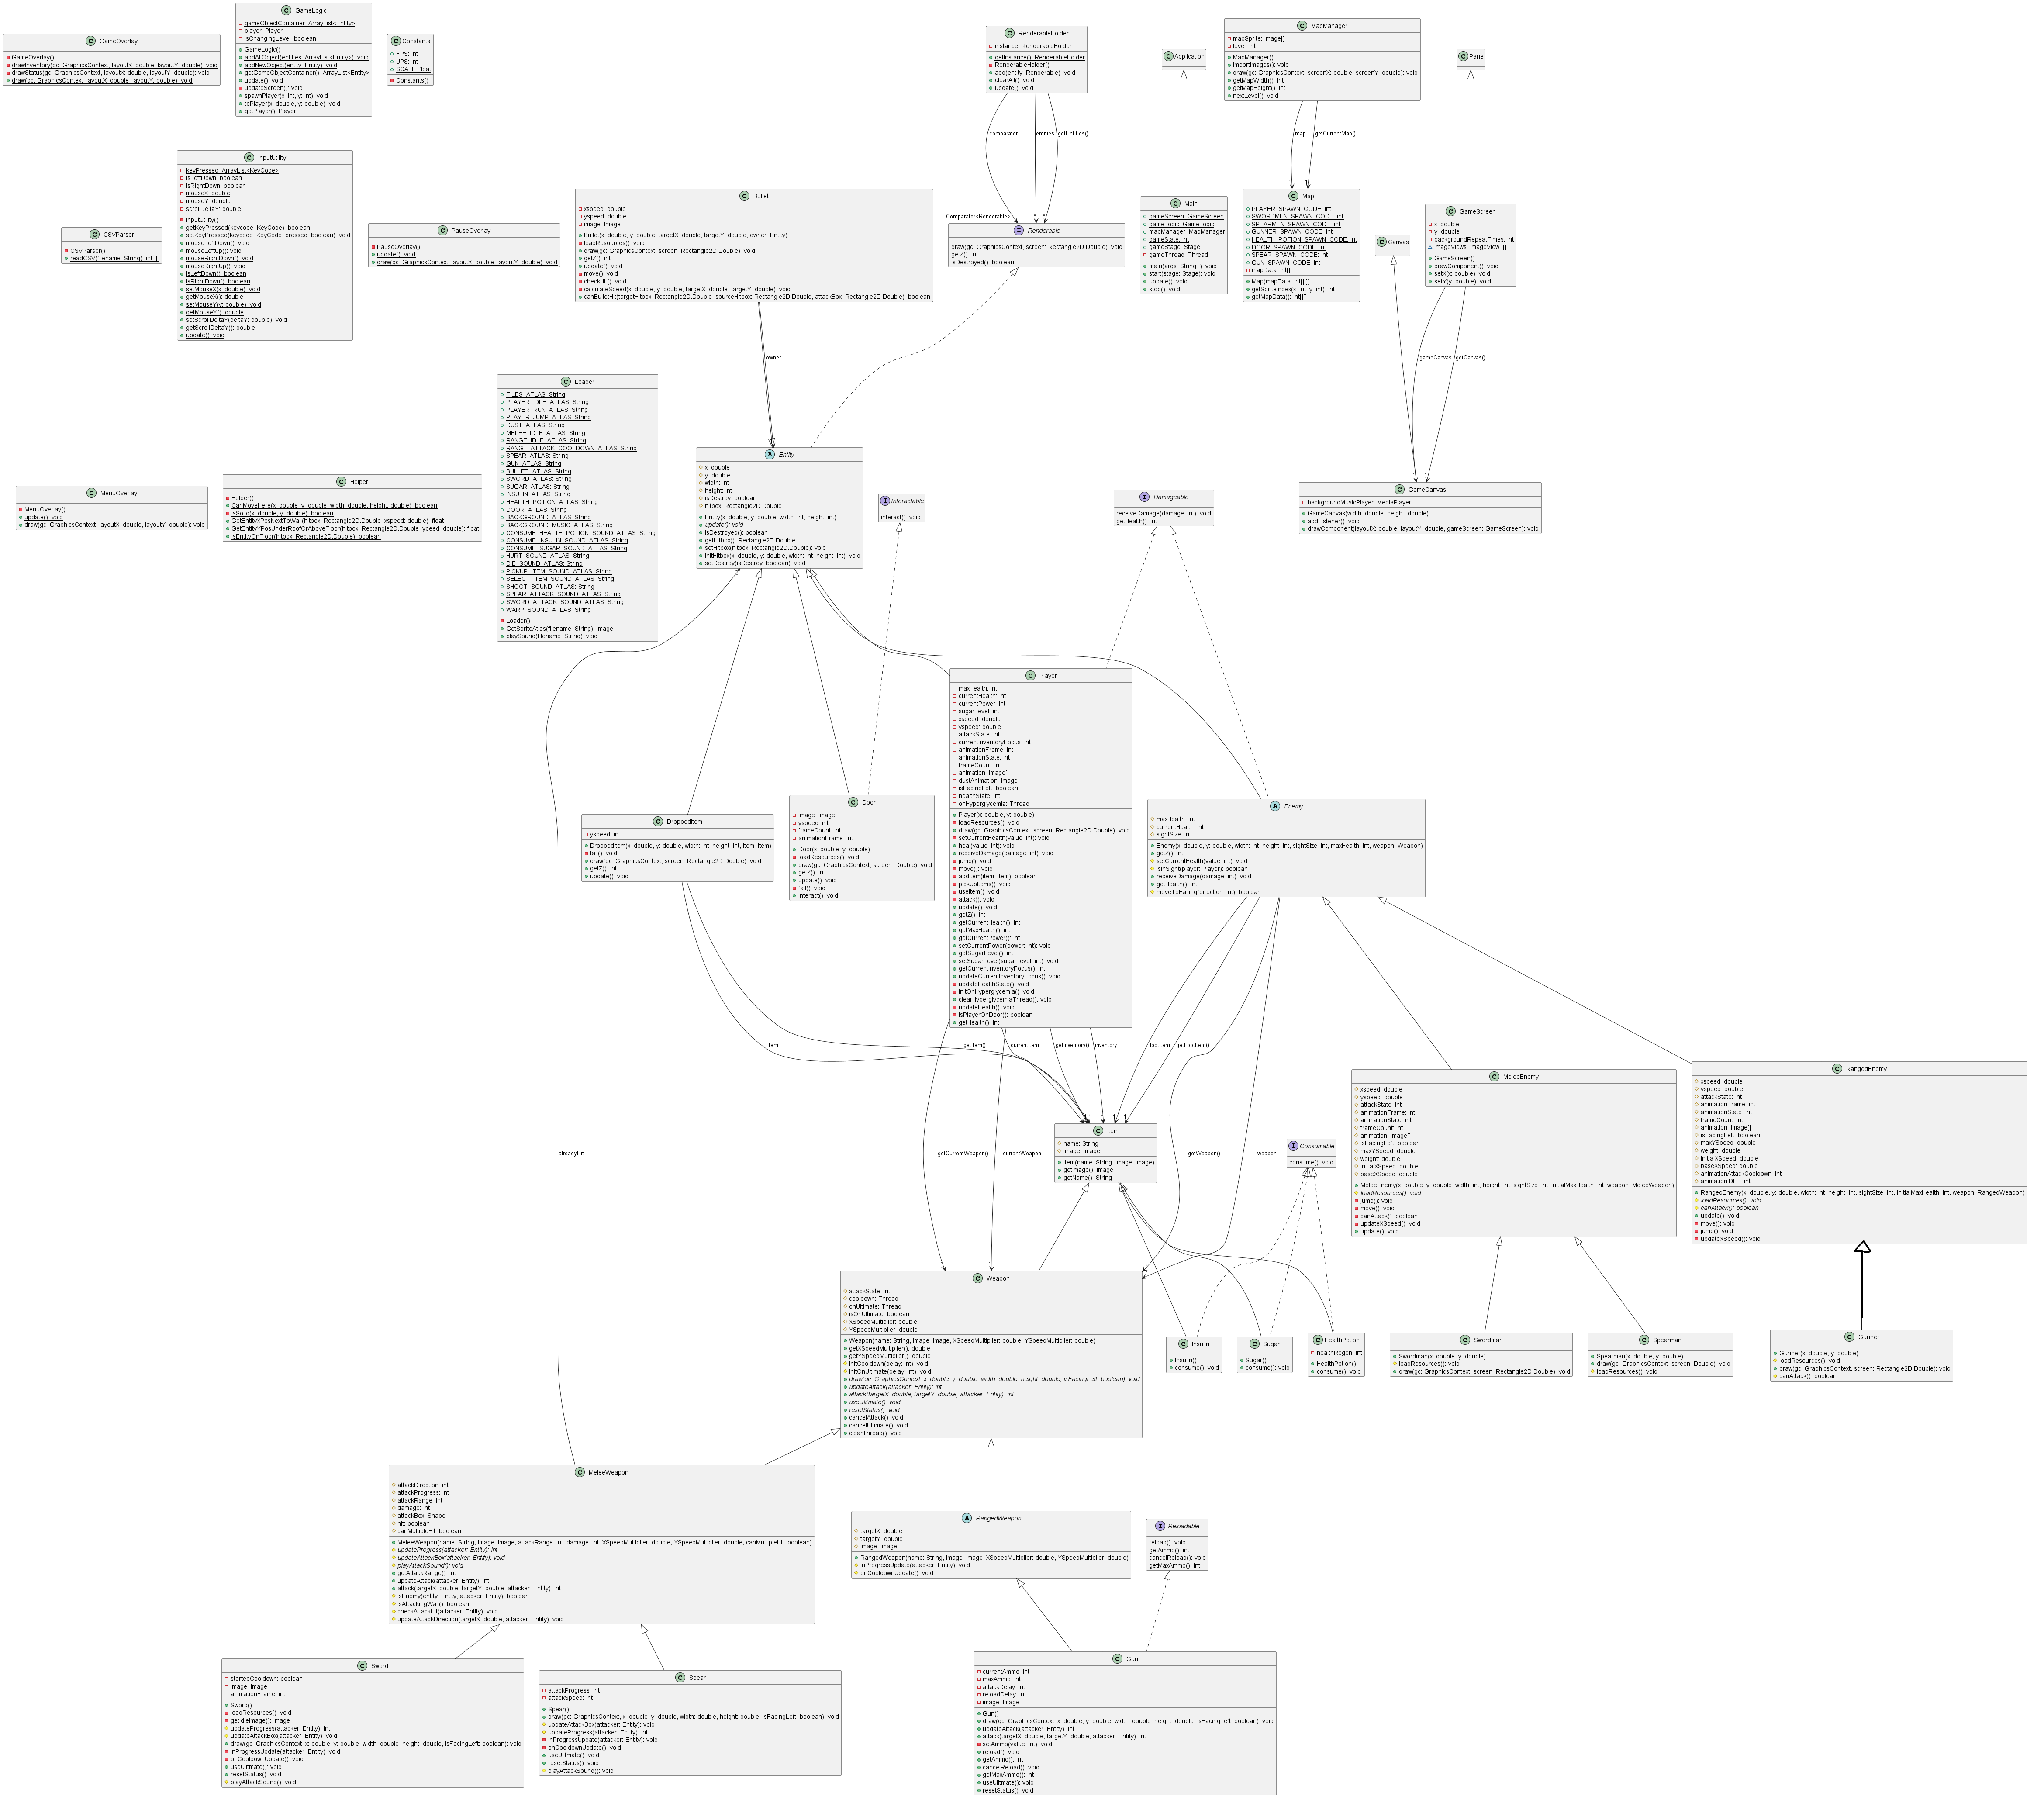 GameOverlay
GameOverlay()
drawInventory(gc: GraphicsContext, layoutX: double, layoutY: double): void
drawStatus(gc: GraphicsContext, layoutX: double, layoutY: double): void
draw(gc: GraphicsContext, layoutX: double, layoutY: double): void
GameLogic
gameObjectContainer: ArrayList<Entity>
player: Player
isChangingLevel: boolean
GameLogic()
addAllObject(entities: ArrayList<Entity>): void
addNewObject(entity: Entity): void
getGameObjectContainer(): ArrayList<Entity>
update(): void
updateScreen(): void
spawnPlayer(x: int, y: int): void
tpPlayer(x: double, y: double): void
getPlayer(): Player
Constants
FPS: int
UPS: int
SCALE: float
Constants()
RenderableHolder
instance: RenderableHolder
getInstance(): RenderableHolder
RenderableHolder()
add(entity: Renderable): void
clearAll(): void
update(): void
Application
MapManager
mapSprite: Image[]
level: int
MapManager()
importImages(): void
draw(gc: GraphicsContext, screenX: double, screenY: double): void
getMapWidth(): int
getMapHeight(): int
nextLevel(): void
Pane
comparator
entities
getEntities()
map
getCurrentMap()
InputUtility
keyPressed: ArrayList<KeyCode>
isLeftDown: boolean
isRightDown: boolean
mouseX: double
mouseY: double
scrollDeltaY: double
InputUtility()
getKeyPressed(keycode: KeyCode): boolean
setKeyPressed(keycode: KeyCode, pressed: boolean): void
mouseLeftDown(): void
mouseLeftUp(): void
mouseRightDown(): void
mouseRightUp(): void
isLeftDown(): boolean
isRightDown(): boolean
setMouseX(x: double): void
getMouseX(): double
setMouseY(y: double): void
getMouseY(): double
setScrollDeltaY(deltaY: double): void
getScrollDeltaY(): double
update(): void
CSVParser
CSVParser()
readCSV(filename: String): int[][]
PauseOverlay
PauseOverlay()
update(): void
draw(gc: GraphicsContext, layoutX: double, layoutY: double): void
Bullet
xspeed: double
yspeed: double
image: Image
Bullet(x: double, y: double, targetX: double, targetY: double, owner: Entity)
loadResources(): void
draw(gc: GraphicsContext, screen: Rectangle2D.Double): void
getZ(): int
update(): void
move(): void
checkHit(): void
calculateSpeed(x: double, y: double, targetX: double, targetY: double): void
canBulletHit(targetHitbox: Rectangle2D.Double, sourceHitbox: Rectangle2D.Double, attackBox: Rectangle2D.Double): boolean
Comparator<Renderable>
*
*
Renderable
draw(gc: GraphicsContext, screen: Rectangle2D.Double): void
getZ(): int
isDestroyed(): boolean
Main
gameScreen: GameScreen
gameLogic: GameLogic
mapManager: MapManager
gameState: int
gameStage: Stage
gameThread: Thread
main(args: String[]): void
start(stage: Stage): void
update(): void
stop(): void
1
1
Map
PLAYER_SPAWN_CODE: int
SWORDMEN_SPAWN_CODE: int
SPEARMEN_SPAWN_CODE: int
GUNNER_SPAWN_CODE: int
HEALTH_POTION_SPAWN_CODE: int
DOOR_SPAWN_CODE: int
SPEAR_SPAWN_CODE: int
GUN_SPAWN_CODE: int
mapData: int[][]
Map(mapData: int[][])
getSpriteIndex(x: int, y: int): int
getMapData(): int[][]
Canvas
GameScreen
x: double
y: double
backgroundRepeatTimes: int
imageViews: ImageView[][]
GameScreen()
drawComponent(): void
setX(x: double): void
setY(y: double): void
owner
gameCanvas
getCanvas()
Loader
TILES_ATLAS: String
PLAYER_IDLE_ATLAS: String
PLAYER_RUN_ATLAS: String
PLAYER_JUMP_ATLAS: String
DUST_ATLAS: String
MELEE_IDLE_ATLAS: String
RANGE_IDLE_ATLAS: String
RANGE_ATTACK_COOLDOWN_ATLAS: String
SPEAR_ATLAS: String
GUN_ATLAS: String
BULLET_ATLAS: String
SWORD_ATLAS: String
SUGAR_ATLAS: String
INSULIN_ATLAS: String
HEALTH_POTION_ATLAS: String
DOOR_ATLAS: String
BACKGROUND_ATLAS: String
BACKGROUND_MUSIC_ATLAS: String
CONSUME_HEALTH_POTION_SOUND_ATLAS: String
CONSUME_INSULIN_SOUND_ATLAS: String
CONSUME_SUGAR_SOUND_ATLAS: String
HURT_SOUND_ATLAS: String
DIE_SOUND_ATLAS: String
PICKUP_ITEM_SOUND_ATLAS: String
SELECT_ITEM_SOUND_ATLAS: String
SHOOT_SOUND_ATLAS: String
SPEAR_ATTACK_SOUND_ATLAS: String
SWORD_ATTACK_SOUND_ATLAS: String
WARP_SOUND_ATLAS: String
Loader()
GetSpriteAtlas(filename: String): Image
playSound(filename: String): void
MenuOverlay
MenuOverlay()
update(): void
draw(gc: GraphicsContext, layoutX: double, layoutY: double): void
Helper
Helper()
CanMoveHere(x: double, y: double, width: double, height: double): boolean
IsSolid(x: double, y: double): boolean
GetEntityXPosNextToWall(hitbox: Rectangle2D.Double, xspeed: double): float
GetEntityYPosUnderRoofOrAboveFloor(hitbox: Rectangle2D.Double, yspeed: double): float
IsEntityOnFloor(hitbox: Rectangle2D.Double): boolean
Entity
x: double
y: double
width: int
height: int
isDestroy: boolean
hitbox: Rectangle2D.Double
Entity(x: double, y: double, width: int, height: int)
update(): void
isDestroyed(): boolean
getHitbox(): Rectangle2D.Double
setHitbox(hitbox: Rectangle2D.Double): void
initHitbox(x: double, y: double, width: int, height: int): void
setDestroy(isDestroy: boolean): void
Interactable
interact(): void
Damageable
receiveDamage(damage: int): void
getHealth(): int
GameCanvas
backgroundMusicPlayer: MediaPlayer
GameCanvas(width: double, height: double)
addListener(): void
drawComponent(layoutX: double, layoutY: double, gameScreen: GameScreen): void
Player
maxHealth: int
currentHealth: int
currentPower: int
sugarLevel: int
xspeed: double
yspeed: double
attackState: int
currentInventoryFocus: int
animationFrame: int
animationState: int
frameCount: int
animation: Image[]
dustAnimation: Image
isFacingLeft: boolean
healthState: int
onHyperglycemia: Thread
Player(x: double, y: double)
loadResources(): void
draw(gc: GraphicsContext, screen: Rectangle2D.Double): void
setCurrentHealth(value: int): void
heal(value: int): void
receiveDamage(damage: int): void
jump(): void
move(): void
addItem(item: Item): boolean
pickUpItems(): void
useItem(): void
attack(): void
update(): void
getZ(): int
getCurrentHealth(): int
getMaxHealth(): int
getCurrentPower(): int
setCurrentPower(power: int): void
getSugarLevel(): int
setSugarLevel(sugarLevel: int): void
getCurrentInventoryFocus(): int
updateCurrentInventoryFocus(): void
updateHealthState(): void
initOnHyperglycemia(): void
clearHyperglycemiaThread(): void
updateHealth(): void
isPlayerOnDoor(): boolean
getHealth(): int
DroppedItem
yspeed: int
DroppedItem(x: double, y: double, width: int, height: int, item: Item)
fall(): void
draw(gc: GraphicsContext, screen: Rectangle2D.Double): void
getZ(): int
update(): void
Door
image: Image
yspeed: int
frameCount: int
animationFrame: int
Door(x: double, y: double)
loadResources(): void
draw(gc: GraphicsContext, screen: Double): void
getZ(): int
update(): void
fall(): void
interact(): void
Enemy
maxHealth: int
currentHealth: int
sightSize: int
Enemy(x: double, y: double, width: int, height: int, sightSize: int, maxHealth: int, weapon: Weapon)
getZ(): int
setCurrentHealth(value: int): void
isInSight(player: Player): boolean
receiveDamage(damage: int): void
getHealth(): int
moveToFalling(direction: int): boolean
item
getItem()
currentItem
getInventory()
inventory
lootItem
getLootItem()
alreadyHit
getCurrentWeapon()
currentWeapon
getWeapon()
weapon
Item
name: String
image: Image
Item(name: String, image: Image)
getImage(): Image
getName(): String
Consumable
consume(): void
MeleeEnemy
xspeed: double
yspeed: double
attackState: int
animationFrame: int
animationState: int
frameCount: int
animation: Image[]
isFacingLeft: boolean
maxYSpeed: double
weight: double
initialXSpeed: double
baseXSpeed: double
MeleeEnemy(x: double, y: double, width: int, height: int, sightSize: int, initialMaxHealth: int, weapon: MeleeWeapon)
loadResources(): void
jump(): void
move(): void
canAttack(): boolean
updateXSpeed(): void
update(): void
RangedEnemy
xspeed: double
yspeed: double
attackState: int
animationFrame: int
animationState: int
frameCount: int
animation: Image[]
isFacingLeft: boolean
maxYSpeed: double
weight: double
initialXSpeed: double
baseXSpeed: double
animationAttackCooldown: int
animationIDLE: int
RangedEnemy(x: double, y: double, width: int, height: int, sightSize: int, initialMaxHealth: int, weapon: RangedWeapon)
loadResources(): void
canAttack(): boolean
update(): void
move(): void
jump(): void
updateXSpeed(): void
Weapon
attackState: int
cooldown: Thread
onUltimate: Thread
isOnUltimate: boolean
XSpeedMultiplier: double
YSpeedMultiplier: double
Weapon(name: String, image: Image, XSpeedMultiplier: double, YSpeedMultiplier: double)
getXSpeedMultiplier(): double
getYSpeedMultiplier(): double
initCooldown(delay: int): void
initOnUltimate(delay: int): void
draw(gc: GraphicsContext, x: double, y: double, width: double, height: double, isFacingLeft: boolean): void
updateAttack(attacker: Entity): int
attack(targetX: double, targetY: double, attacker: Entity): int
useUltimate(): void
resetStatus(): void
cancelAttack(): void
cancelUltimate(): void
clearThread(): void
Insulin
Insulin()
consume(): void
Sugar
Sugar()
consume(): void
HealthPotion
healthRegen: int
HealthPotion()
consume(): void
Swordman
Swordman(x: double, y: double)
loadResources(): void
draw(gc: GraphicsContext, screen: Rectangle2D.Double): void
Spearman
Spearman(x: double, y: double)
draw(gc: GraphicsContext, screen: Double): void
loadResources(): void
Gunner
Gunner(x: double, y: double)
loadResources(): void
draw(gc: GraphicsContext, screen: Rectangle2D.Double): void
canAttack(): boolean
MeleeWeapon
attackDirection: int
attackProgress: int
attackRange: int
damage: int
attackBox: Shape
hit: boolean
canMultipleHit: boolean
MeleeWeapon(name: String, image: Image, attackRange: int, damage: int, XSpeedMultiplier: double, YSpeedMultiplier: double, canMultipleHit: boolean)
updateProgress(attacker: Entity): int
updateAttackBox(attacker: Entity): void
playAttackSound(): void
getAttackRange(): int
updateAttack(attacker: Entity): int
attack(targetX: double, targetY: double, attacker: Entity): int
isEnemy(entity: Entity, attacker: Entity): boolean
isAttackingWall(): boolean
checkAttackHit(attacker: Entity): void
updateAttackDirection(targetX: double, attacker: Entity): void
RangedWeapon
targetX: double
targetY: double
image: Image
RangedWeapon(name: String, image: Image, XSpeedMultiplier: double, YSpeedMultiplier: double)
inProgressUpdate(attacker: Entity): void
onCooldownUpdate(): void
Reloadable
reload(): void
getAmmo(): int
cancelReload(): void
getMaxAmmo(): int
Sword
startedCooldown: boolean
image: Image
animationFrame: int
Sword()
loadResources(): void
getIdleImage(): Image
updateProgress(attacker: Entity): int
updateAttackBox(attacker: Entity): void
draw(gc: GraphicsContext, x: double, y: double, width: double, height: double, isFacingLeft: boolean): void
inProgressUpdate(attacker: Entity): void
onCooldownUpdate(): void
useUltimate(): void
resetStatus(): void
playAttackSound(): void
Spear
attackProgress: int
attackSpeed: int
Spear()
draw(gc: GraphicsContext, x: double, y: double, width: double, height: double, isFacingLeft: boolean): void
updateAttackBox(attacker: Entity): void
updateProgress(attacker: Entity): int
inProgressUpdate(attacker: Entity): void
onCooldownUpdate(): void
useUltimate(): void
resetStatus(): void
playAttackSound(): void
Gun
currentAmmo: int
maxAmmo: int
attackDelay: int
reloadDelay: int
image: Image
Gun()
draw(gc: GraphicsContext, x: double, y: double, width: double, height: double, isFacingLeft: boolean): void
updateAttack(attacker: Entity): int
attack(targetX: double, targetY: double, attacker: Entity): int
setAmmo(value: int): void
reload(): void
getAmmo(): int
cancelReload(): void
getMaxAmmo(): int
useUltimate(): void
resetStatus(): void